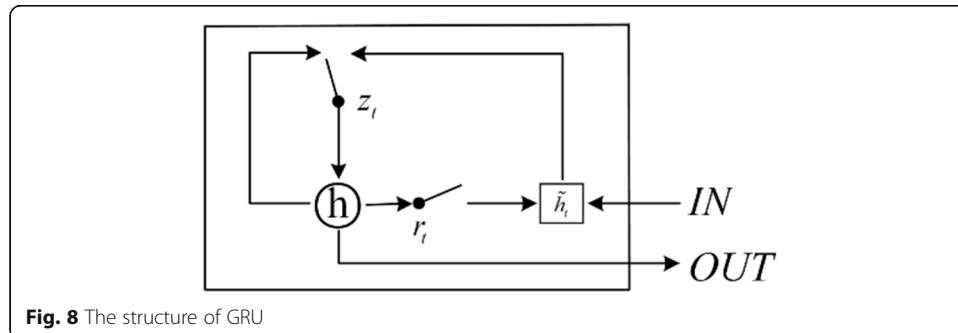 z_t
h
r_t
h̃_t
IN
OUT
Fig. 8 The structure of GRU